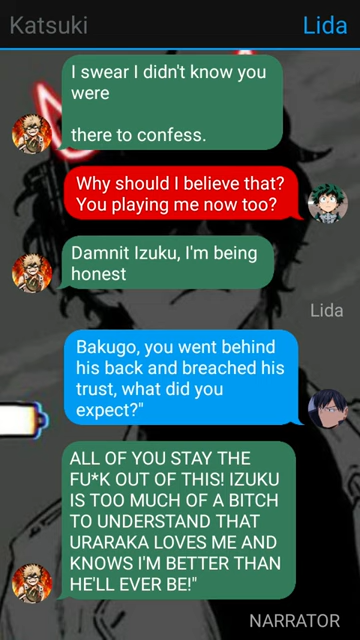 Katsuki
Lida
I swear I didn't know you
were
there to confess.
Why should I believe that?
You playing me now too?
Damnit Izuku, I'm being
honest
Lida
Bakugo, you went behind
his back and breached his
trust, what did you
expect?"
ALL OF YOU STAY THE
FU*K OUT OF THIS! IZUKU
IS TOO MUCH OF A BITCH
TO UNDERSTAND THAT
URARAKA LOVES ME AND
KNOWS I'M BETTER THAN
HE'LL EVER BE!"
NARRATOR